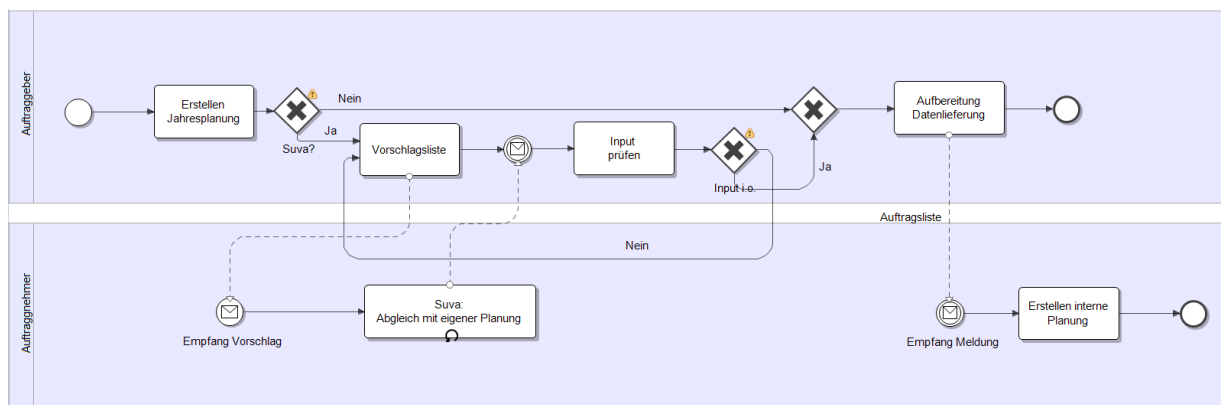 Auftraggeber
Erstellen
Jahresplanung
Suva?
Nein
Ja
Vorschlagsliste
Input
prüfen
Input i.o.
Ja
Aufbereitung
Datenlieferung
Auftragsliste
Nein
Auftraggnehmer
Empfang Vorschlag
Suva:
Abgleich mit eigener Planung
Empfang Meldung
Erstellen interne
Planung